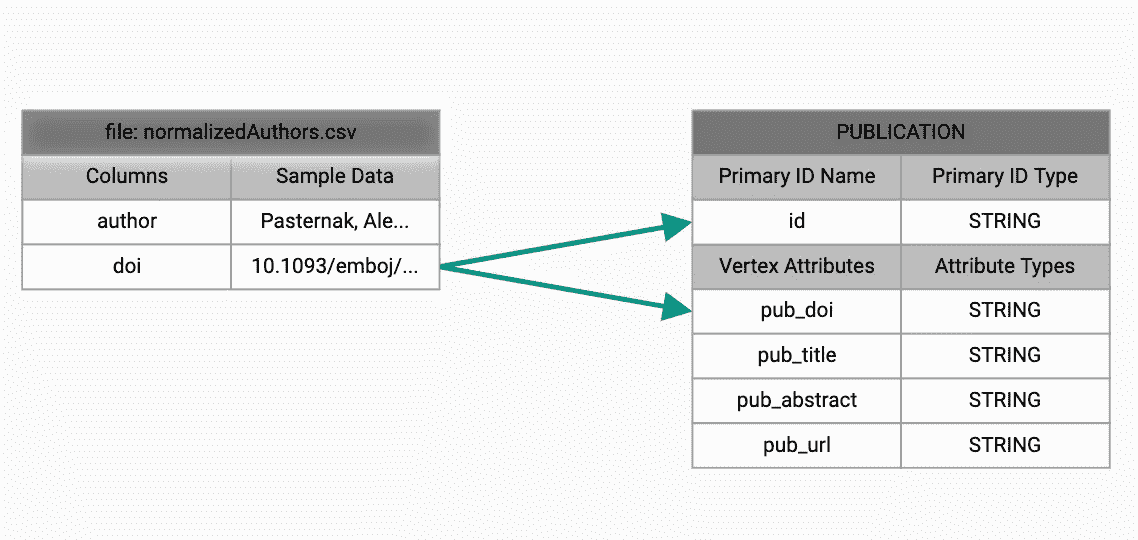 file: normalizedAuthors.csv
Columns Sample Data
author Pasternak, Ale...
doi 10.1093/emboj/...
PUBLICATION
Primary ID Name Primary ID Type
id STRING
Vertex Attributes Attribute Types
pub_doi STRING
pub_title STRING
pub_abstract STRING
pub_url STRING